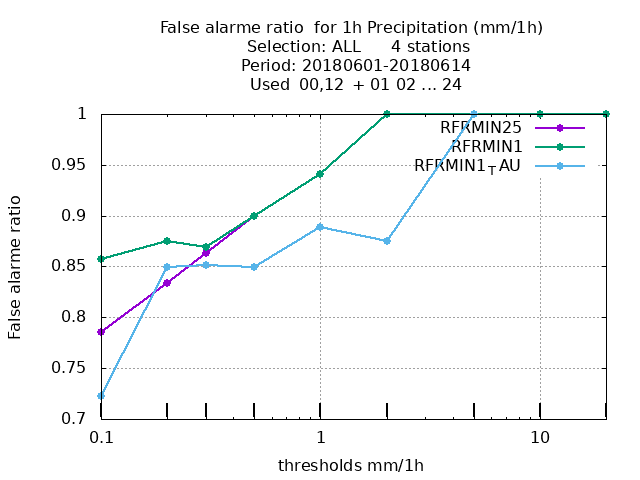 False alarme ratio  for 1h Precipitation (mm/1h)
Selection: ALL      4 stations
Period: 20180601-20180614
Used  00,12  + 01 02 ... 24
1
0.95
0.9
0.85
0.8
0.75
0.7
False alarme ratio
RFRMIN25
RFRMIN1
RFRMIN1TAU
0.1
1
10
thresholds mm/1h